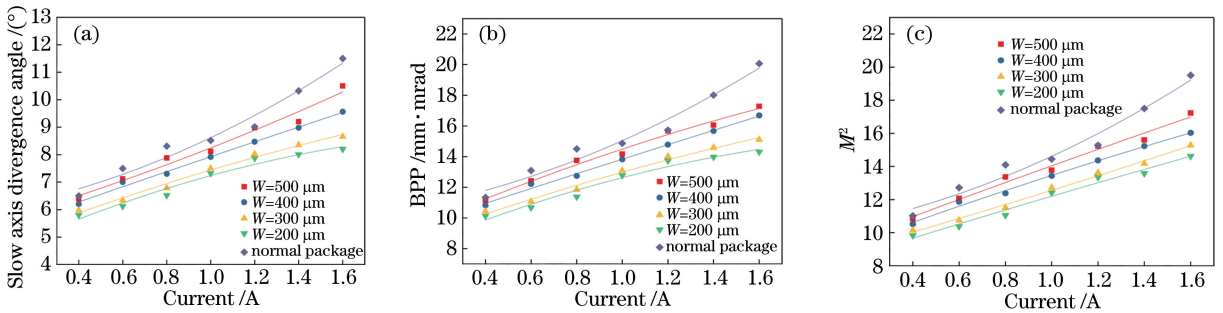 (a)
Slow axis divergence angle /(°)
13
12
11
10
9
8
7
6
5
4
W=500 μm
W=400 μm
W=300 μm
W=200 μm
normal package
0.4 0.6 0.8 1.0 1.2 1.4 1.6
Current /A
(b)
BPP /mm·mrad
22
20
18
16
14
12
10
8
W=500 μm
W=400 μm
W=300 μm
W=200 μm
normal package
0.4 0.6 0.8 1.0 1.2 1.4 1.6
Current /A
(c)
M²
22
20
18
16
14
12
10
8
W=500 μm
W=400 μm
W=300 μm
W=200 μm
normal package
0.4 0.6 0.8 1.0 1.2 1.4 1.6
Current /A